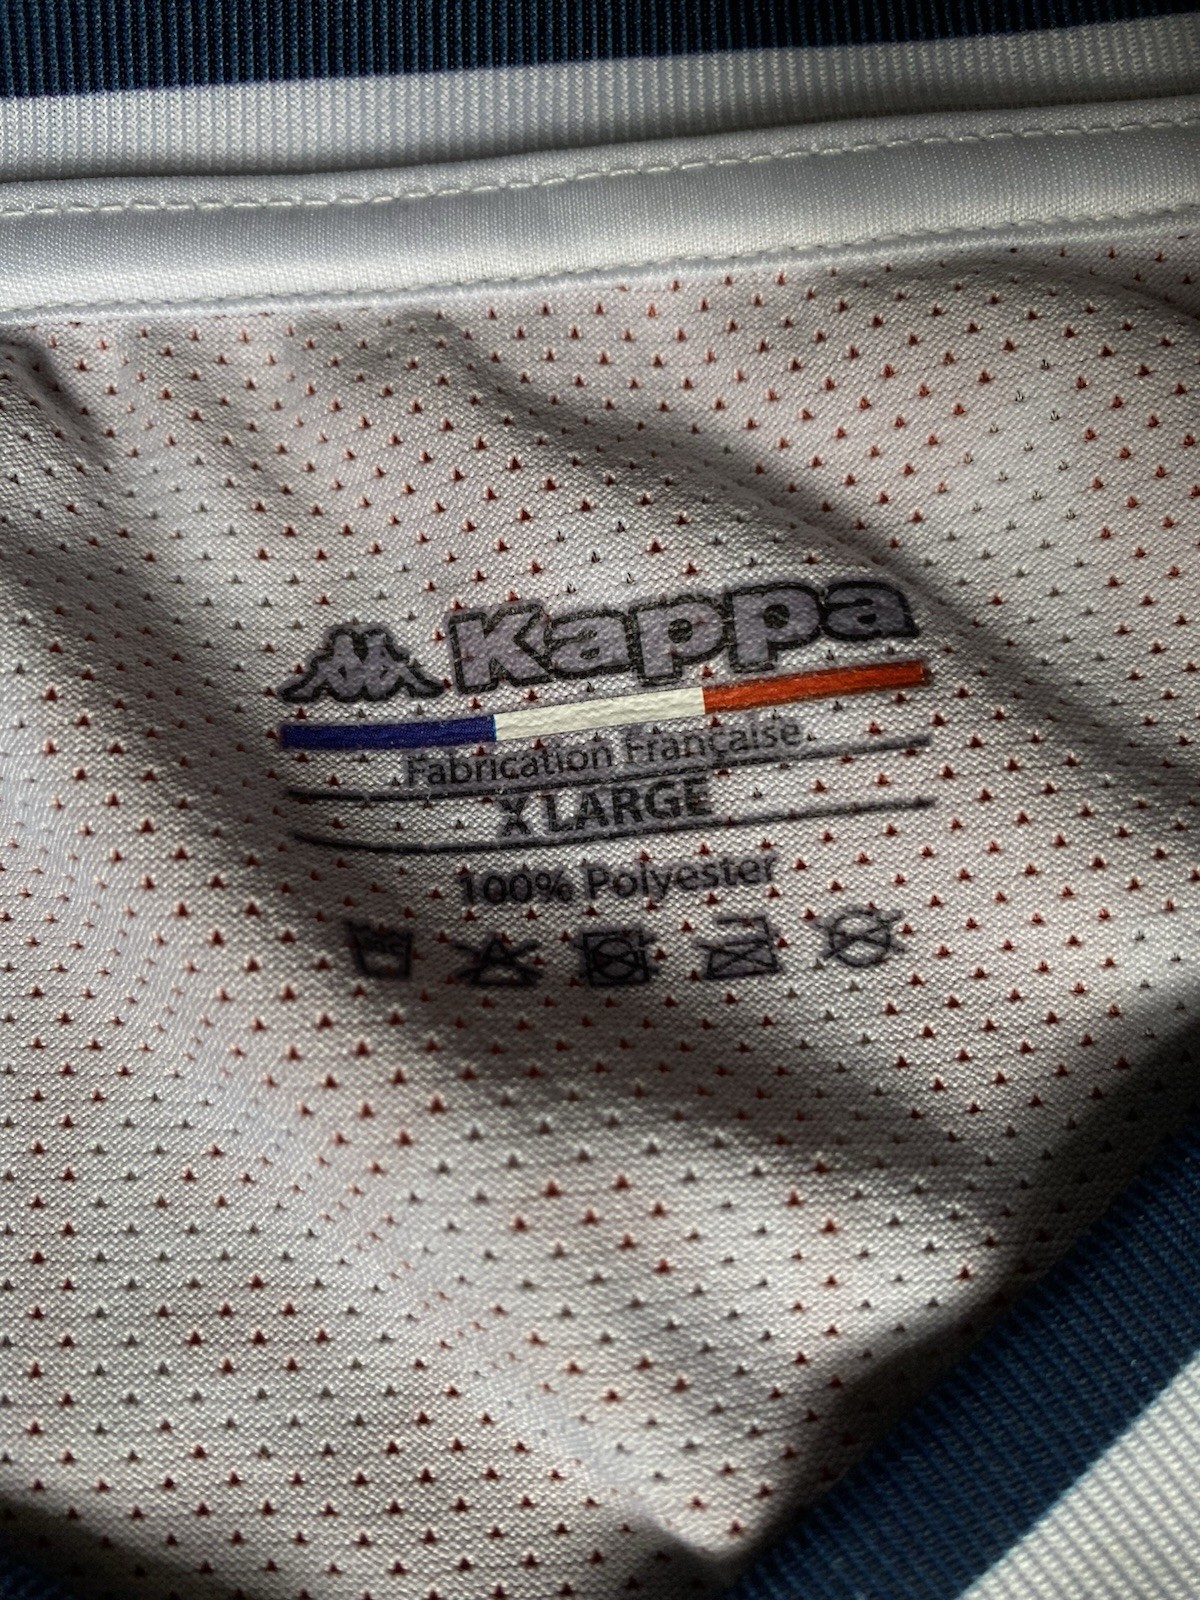 Kappa
Fabrication Française
X LARGE
100% Polyester